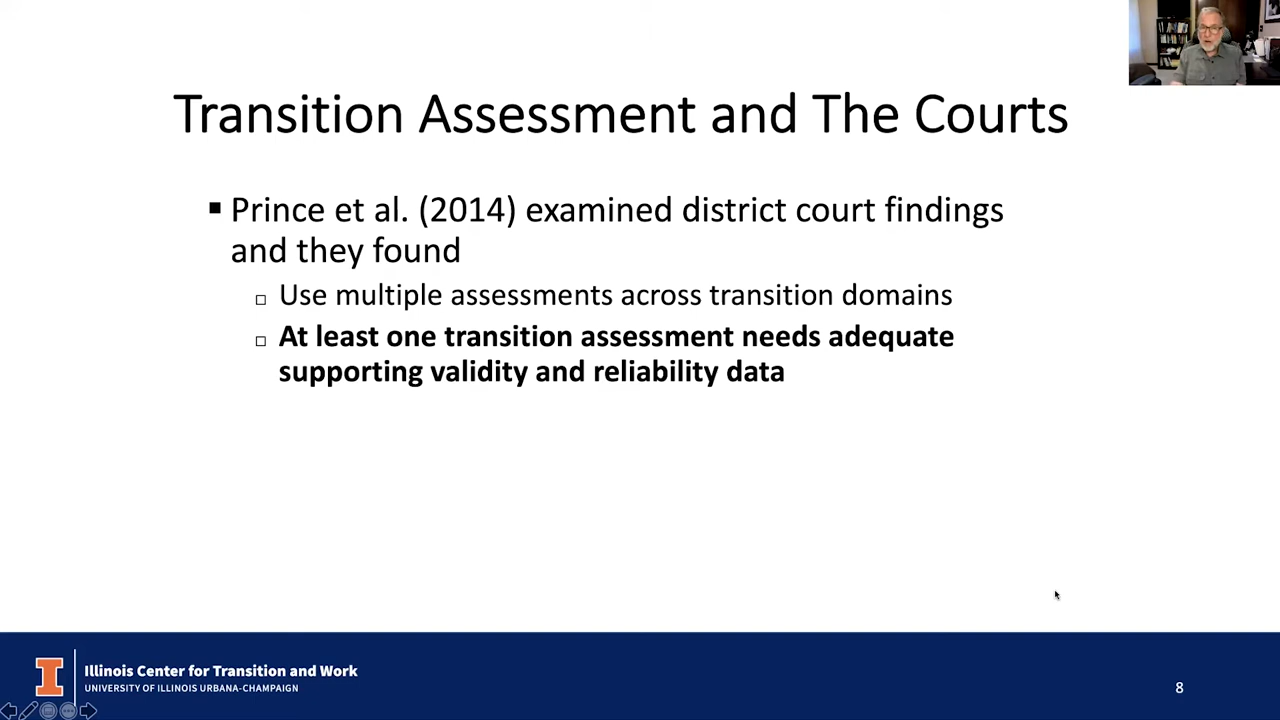 Transition Assessment and The Courts
▪ Prince et al. (2014) examined district court findings
and they found
□ Use multiple assessments across transition domains
□ At least one transition assessment needs adequate
supporting validity and reliability data
Illinois Center for Transition and Work
UNIVERSITY OF ILLINOIS URBANA-CHAMPAIGN
8